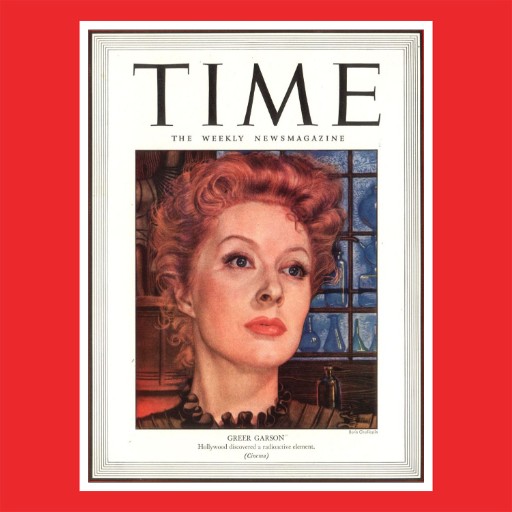 TIME
THE WEEKLY NEWSMAGAZINE
GREER GARSON
Hollywood discovered a radioactive element.
(Cinema)